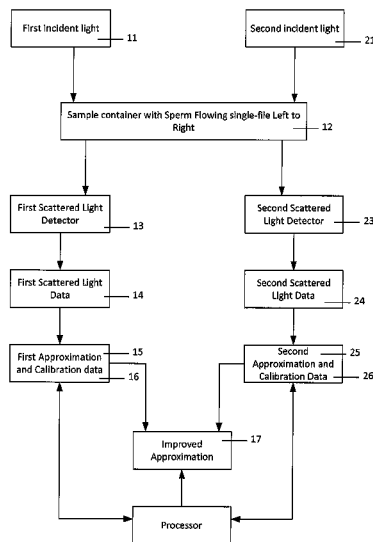 First incident light
11
Second incident light
21
Sample container with Sperm Flowing single-file Left to
Right
12
First Scattered Light
Detector
13
Second Scattered
Light Detector
23
First Scattered Light
Data
14
Second Scattered
Light Data
24
First Approximation
and Calibration data
15
16
Second
Approximation and
Calibration Data
25
26
Improved
Approximation
17
Processor